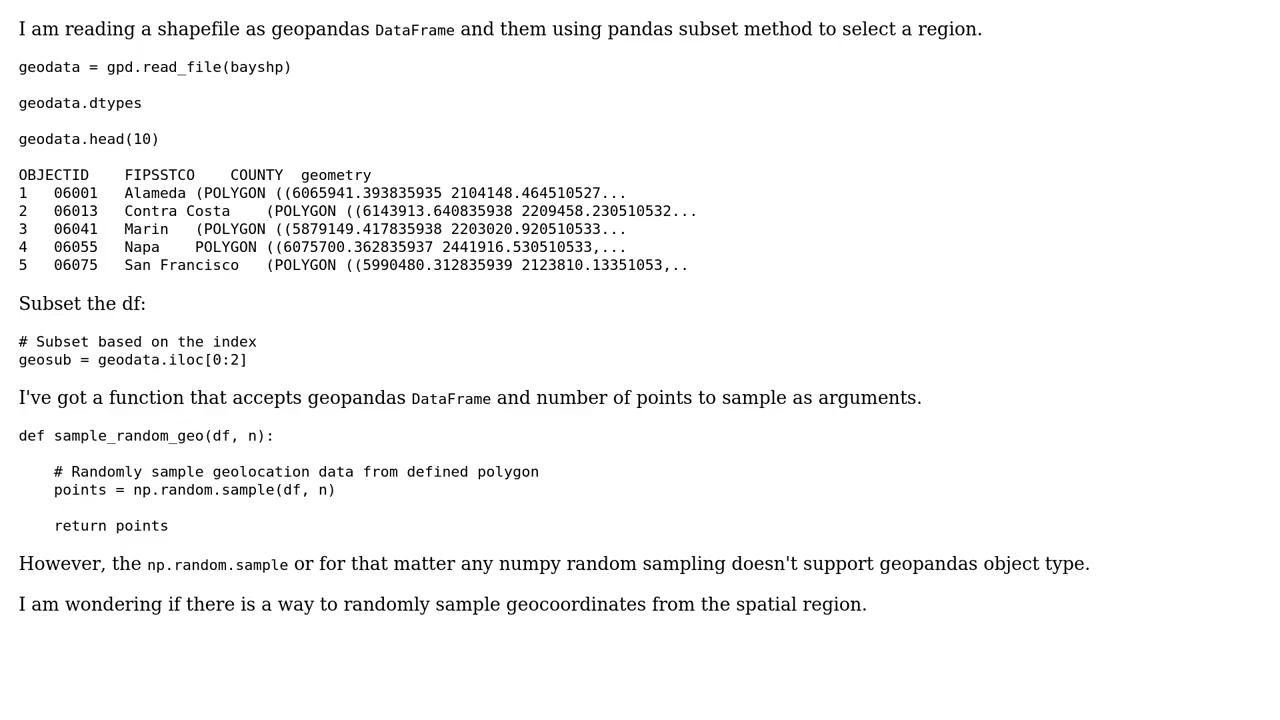 I am reading a shapefile as geopandas DataFrame and them using pandas subset method to select a region.
geodata = gpd.read_file(bayshp)
geodata.dtypes
geodata.head(10)
OBJECTID    FIPSSTCO    COUNTY  geometry
1   06001   Alameda (POLYGON ((6065941.393835935 2104148.464510527...
2   06013   Contra Costa    (POLYGON ((6143913.640835938 2209458.230510532...
3   06041   Marin   (POLYGON ((5879149.417835938 2203020.920510533...
4   06055   Napa    POLYGON ((6075700.362835937 2441916.530510533,...
5   06075   San Francisco   (POLYGON ((5990480.312835939 2123810.13351053,..
Subset the df:
# Subset based on the index
geosub = geodata.iloc[0:2]
I've got a function that accepts geopandas DataFrame and number of points to sample as arguments.
def sample_random_geo(df, n):
    # Randomly sample geolocation data from defined polygon
    points = np.random.sample(df, n)
    return points
However, the np.random.sample or for that matter any numpy random sampling doesn't support geopandas object type.
I am wondering if there is a way to randomly sample geocoordinates from the spatial region.